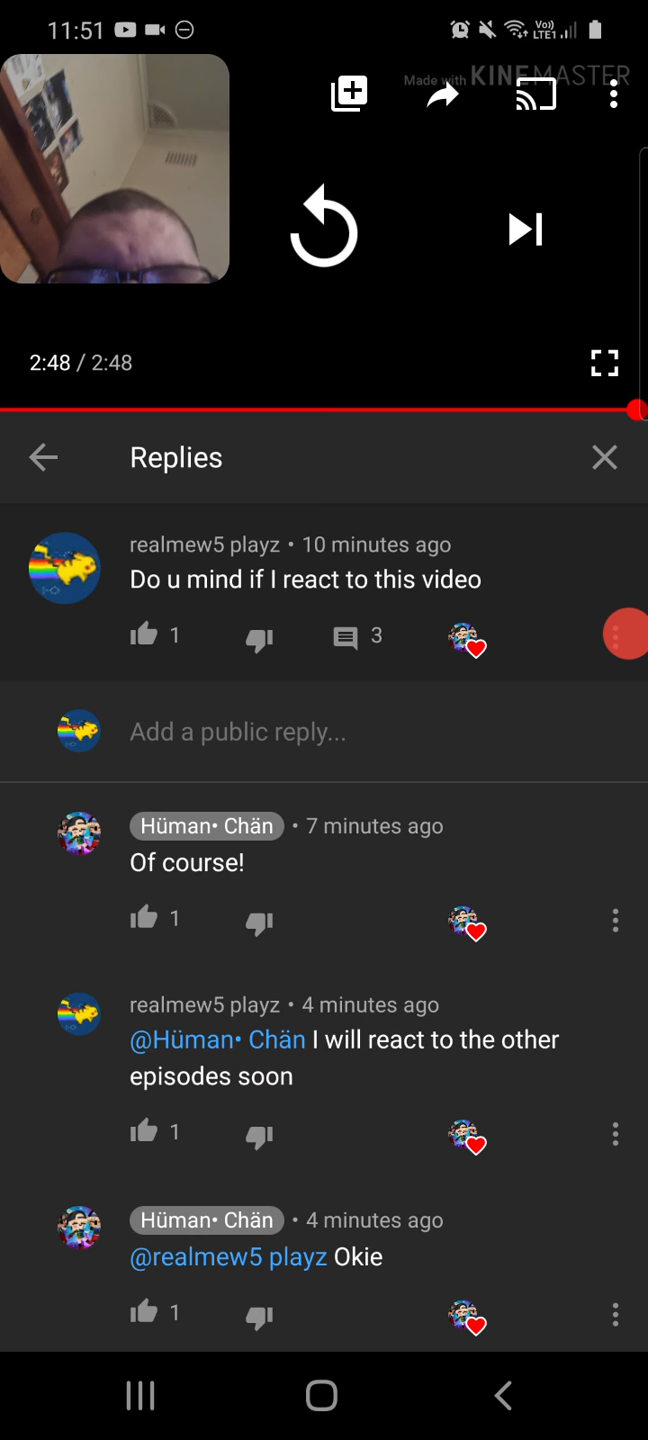 11:51
Vo))
LTE1
Made with KINEMASTER
2:48 / 2:48
Replies
realmew5 playz • 10 minutes ago
Do u mind if I react to this video
1
3
Add a public reply...
Hüman• Chän • 7 minutes ago
Of course!
1
realmew5 playz • 4 minutes ago
@Hüman• Chän I will react to the other
episodes soon
1
Hüman• Chän • 4 minutes ago
@realmew5 playz Okie
1